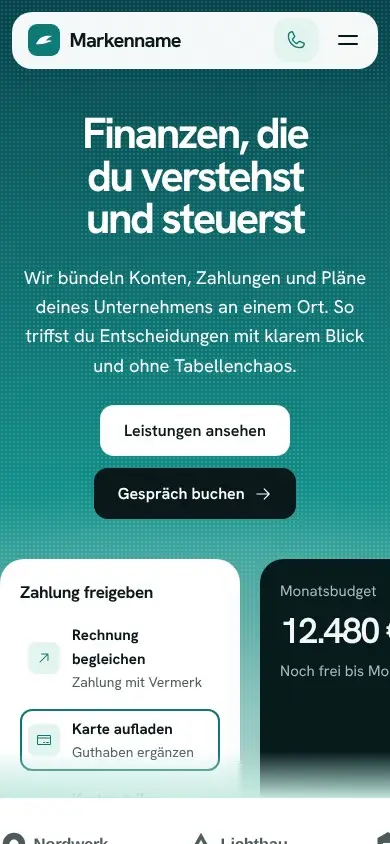 Markenname
Finanzen, die
du verstehst
und steuerst
Wir bündeln Konten, Zahlungen und Pläne
deines Unternehmens an einem Ort. So
triffst du Entscheidungen mit klarem Blick
und ohne Tabellenchaos.
Leistungen ansehen
Gespräch buchen →
Zahlung freigeben
Rechnung
begleichen
Zahlung mit Vermerk
Karte aufladen
Guthaben ergänzen
Monatsbudget
12.480 €
Noch frei bis Mo
Nordwerk
Lichtbau